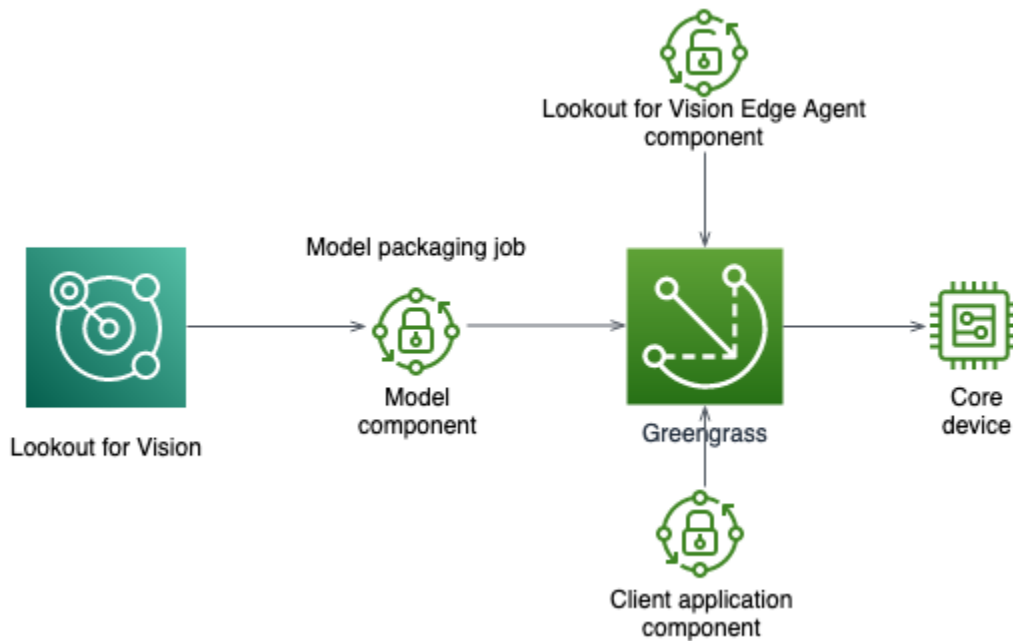 Lookout for Vision Edge Agent
component
Model packaging job
Model
component
Lookout for Vision
Greengrass
Core
device
Client application
component